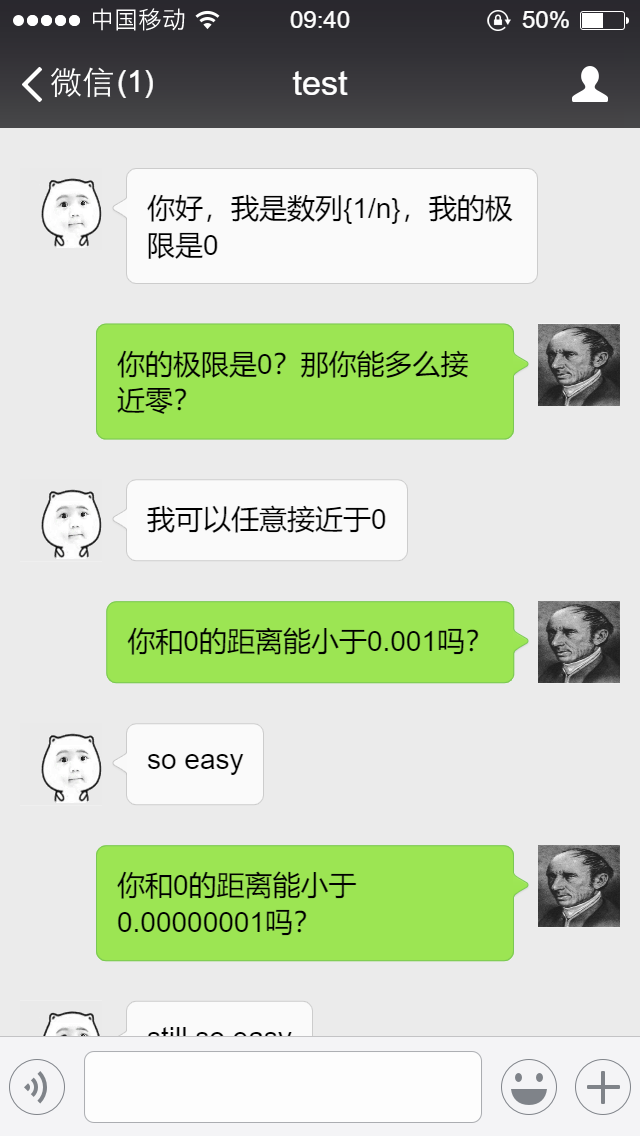 中国移动 09:40 50%
微信(1) test
你好，我是数列{1/n}，我的极
限是0
你的极限是0？那你能多么接
近零？
我可以任意接近于0
你和0的距离能小于0.001吗？
so easy
你和0的距离能小于
0.00000001吗？
still so easy